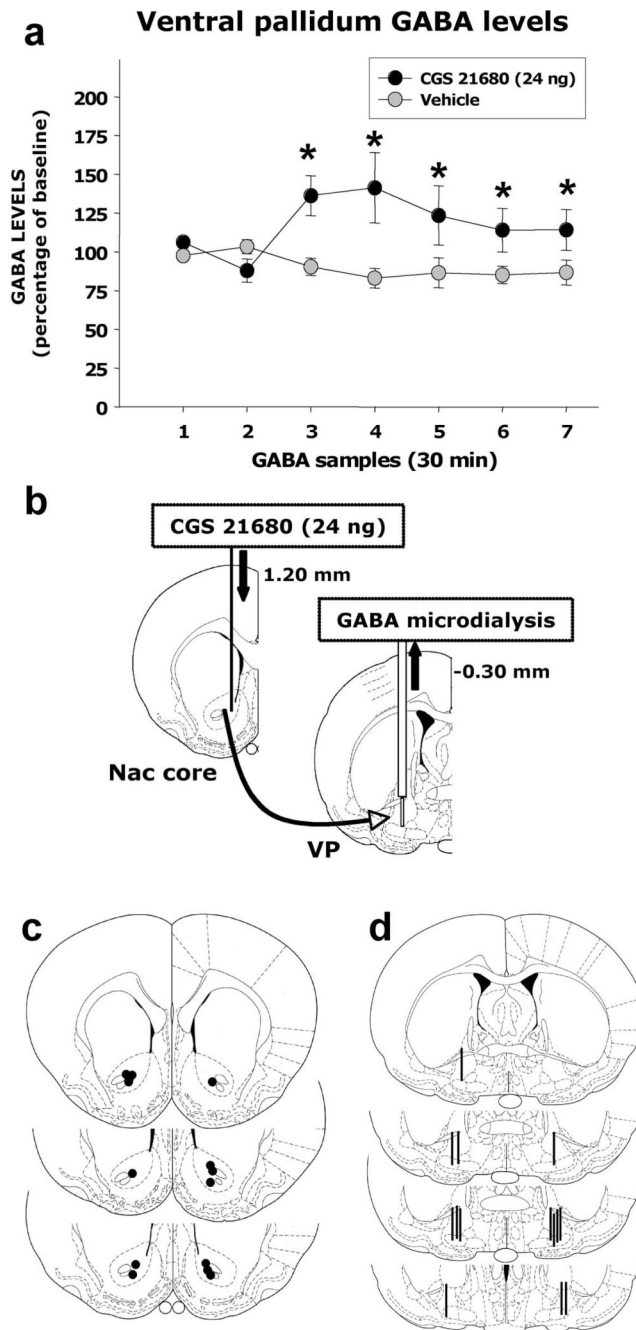 a
Ventral pallidum GABA levels
CGS 21680 (24 ng)
Vehicle
GABA LEVELS
(percentage of baseline)
200
175
150
125
100
75
50
25
0
* * * * *
1 2 3 4 5 6 7
GABA samples (30 min)
b
CGS 21680 (24 ng)
1.20 mm
GABA microdialysis
-0.30 mm
Nac core
VP
c
d